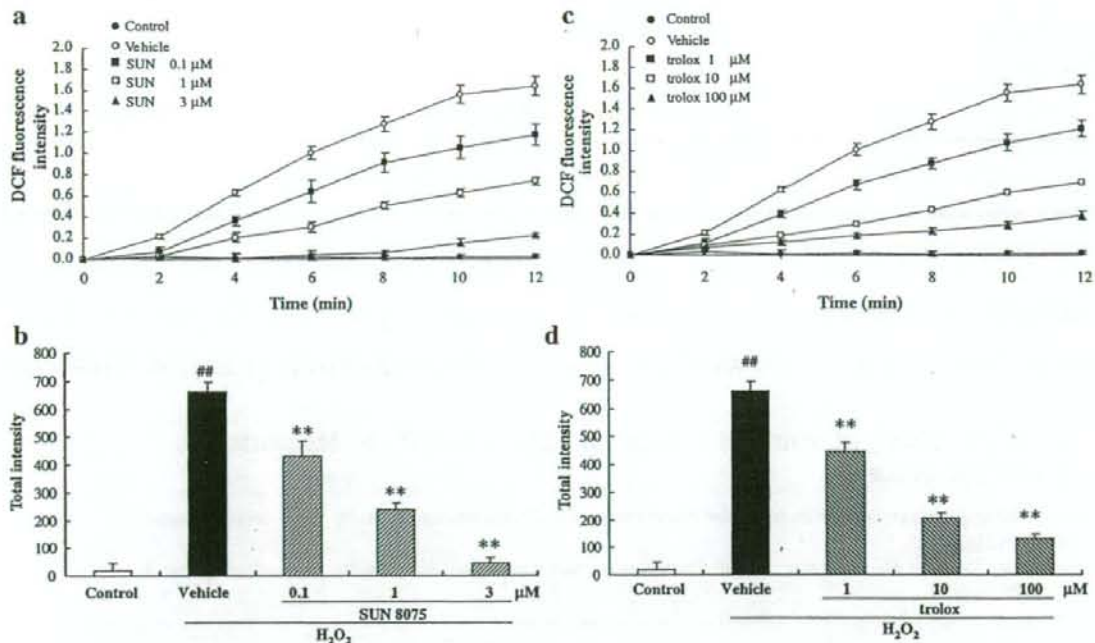 a
Control
Vehicle
SUN 0.1 µM
SUN 1 µM
SUN 3 µM
DCF fluorescence intensity
2.0
1.8
1.6
1.4
1.2
1.0
0.8
0.6
0.4
0.2
0.0
0 2 4 6 8 10 12
Time (min)
c
Control
Vehicle
trolox 1 µM
trolox 10 µM
trolox 100 µM
DCF fluorescence intensity
2.0
1.8
1.6
1.4
1.2
1.0
0.8
0.6
0.4
0.2
0.0
0 2 4 6 8 10 12
Time (min)
b
Total intensity
800
700
600
500
400
300
200
100
0
##
**
**
**
Control Vehicle 0.1 1 3 µM
SUN 8075
H₂O₂
d
Total intensity
800
700
600
500
400
300
200
100
0
##
**
**
**
Control Vehicle 1 10 100 µM
trolox
H₂O₂